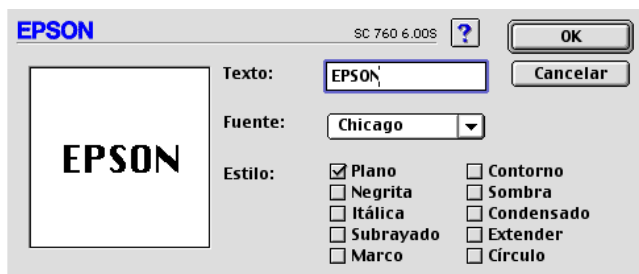 EPSON SC 760 6.00S ? OK
Texto: EPSON Cancelar
Fuente: Chicago
EPSON
Estilo: Plano Contorno
Negrita Sombra
Itálica Condensado
Subrayado Extender
Marco Círculo